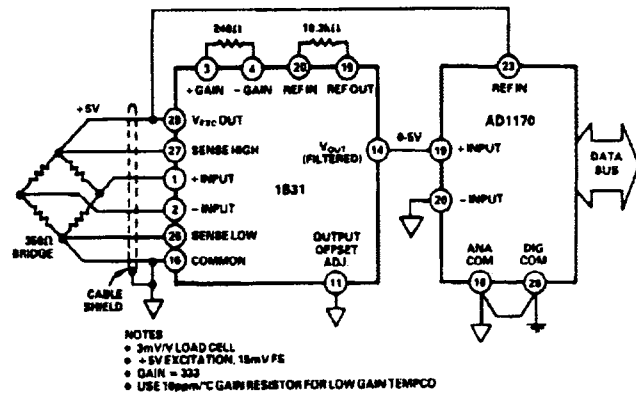 240Ω
10.2kΩ
3 4 20 19
+GAIN -GAIN REF IN REF OUT
23
REF IN
AD1170
+5V
28 VEXC OUT
27 SENSE HIGH
1 +INPUT
2 -INPUT
26 SENSE LOW
16 COMMON
1B31
VOUT
(FILTERED)
14
0-5V
19 +INPUT
20 -INPUT
DATA
BUS
350Ω
BRIDGE
CABLE
SHIELD
OUTPUT
OFFSET
ADJ.
11
ANA
COM
DIG
COM
18
28
NOTES
• 3mV/V LOAD CELL
• +5V EXCITATION, 15mV FS
• GAIN = 333
• USE 10ppm/°C GAIN RESISTOR FOR LOW GAIN TEMPCO